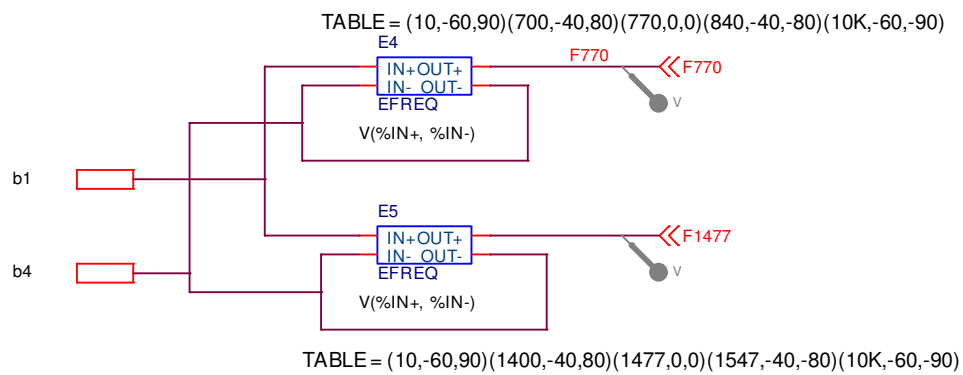 TABLE = (10,-60,90)(700,-40,80)(770,0,0)(840,-40,-80)(10K,-60,-90)
E4
F770
IN+OUT+
F770
IN- OUT-
EFREQ
V
V(%IN+, %IN-)
b1
E5
IN+OUT+
F1477
IN- OUT-
b4
EFREQ
V
V(%IN+, %IN-)
TABLE = (10,-60,90)(1400,-40,80)(1477,0,0)(1547,-40,-80)(10K,-60,-90)